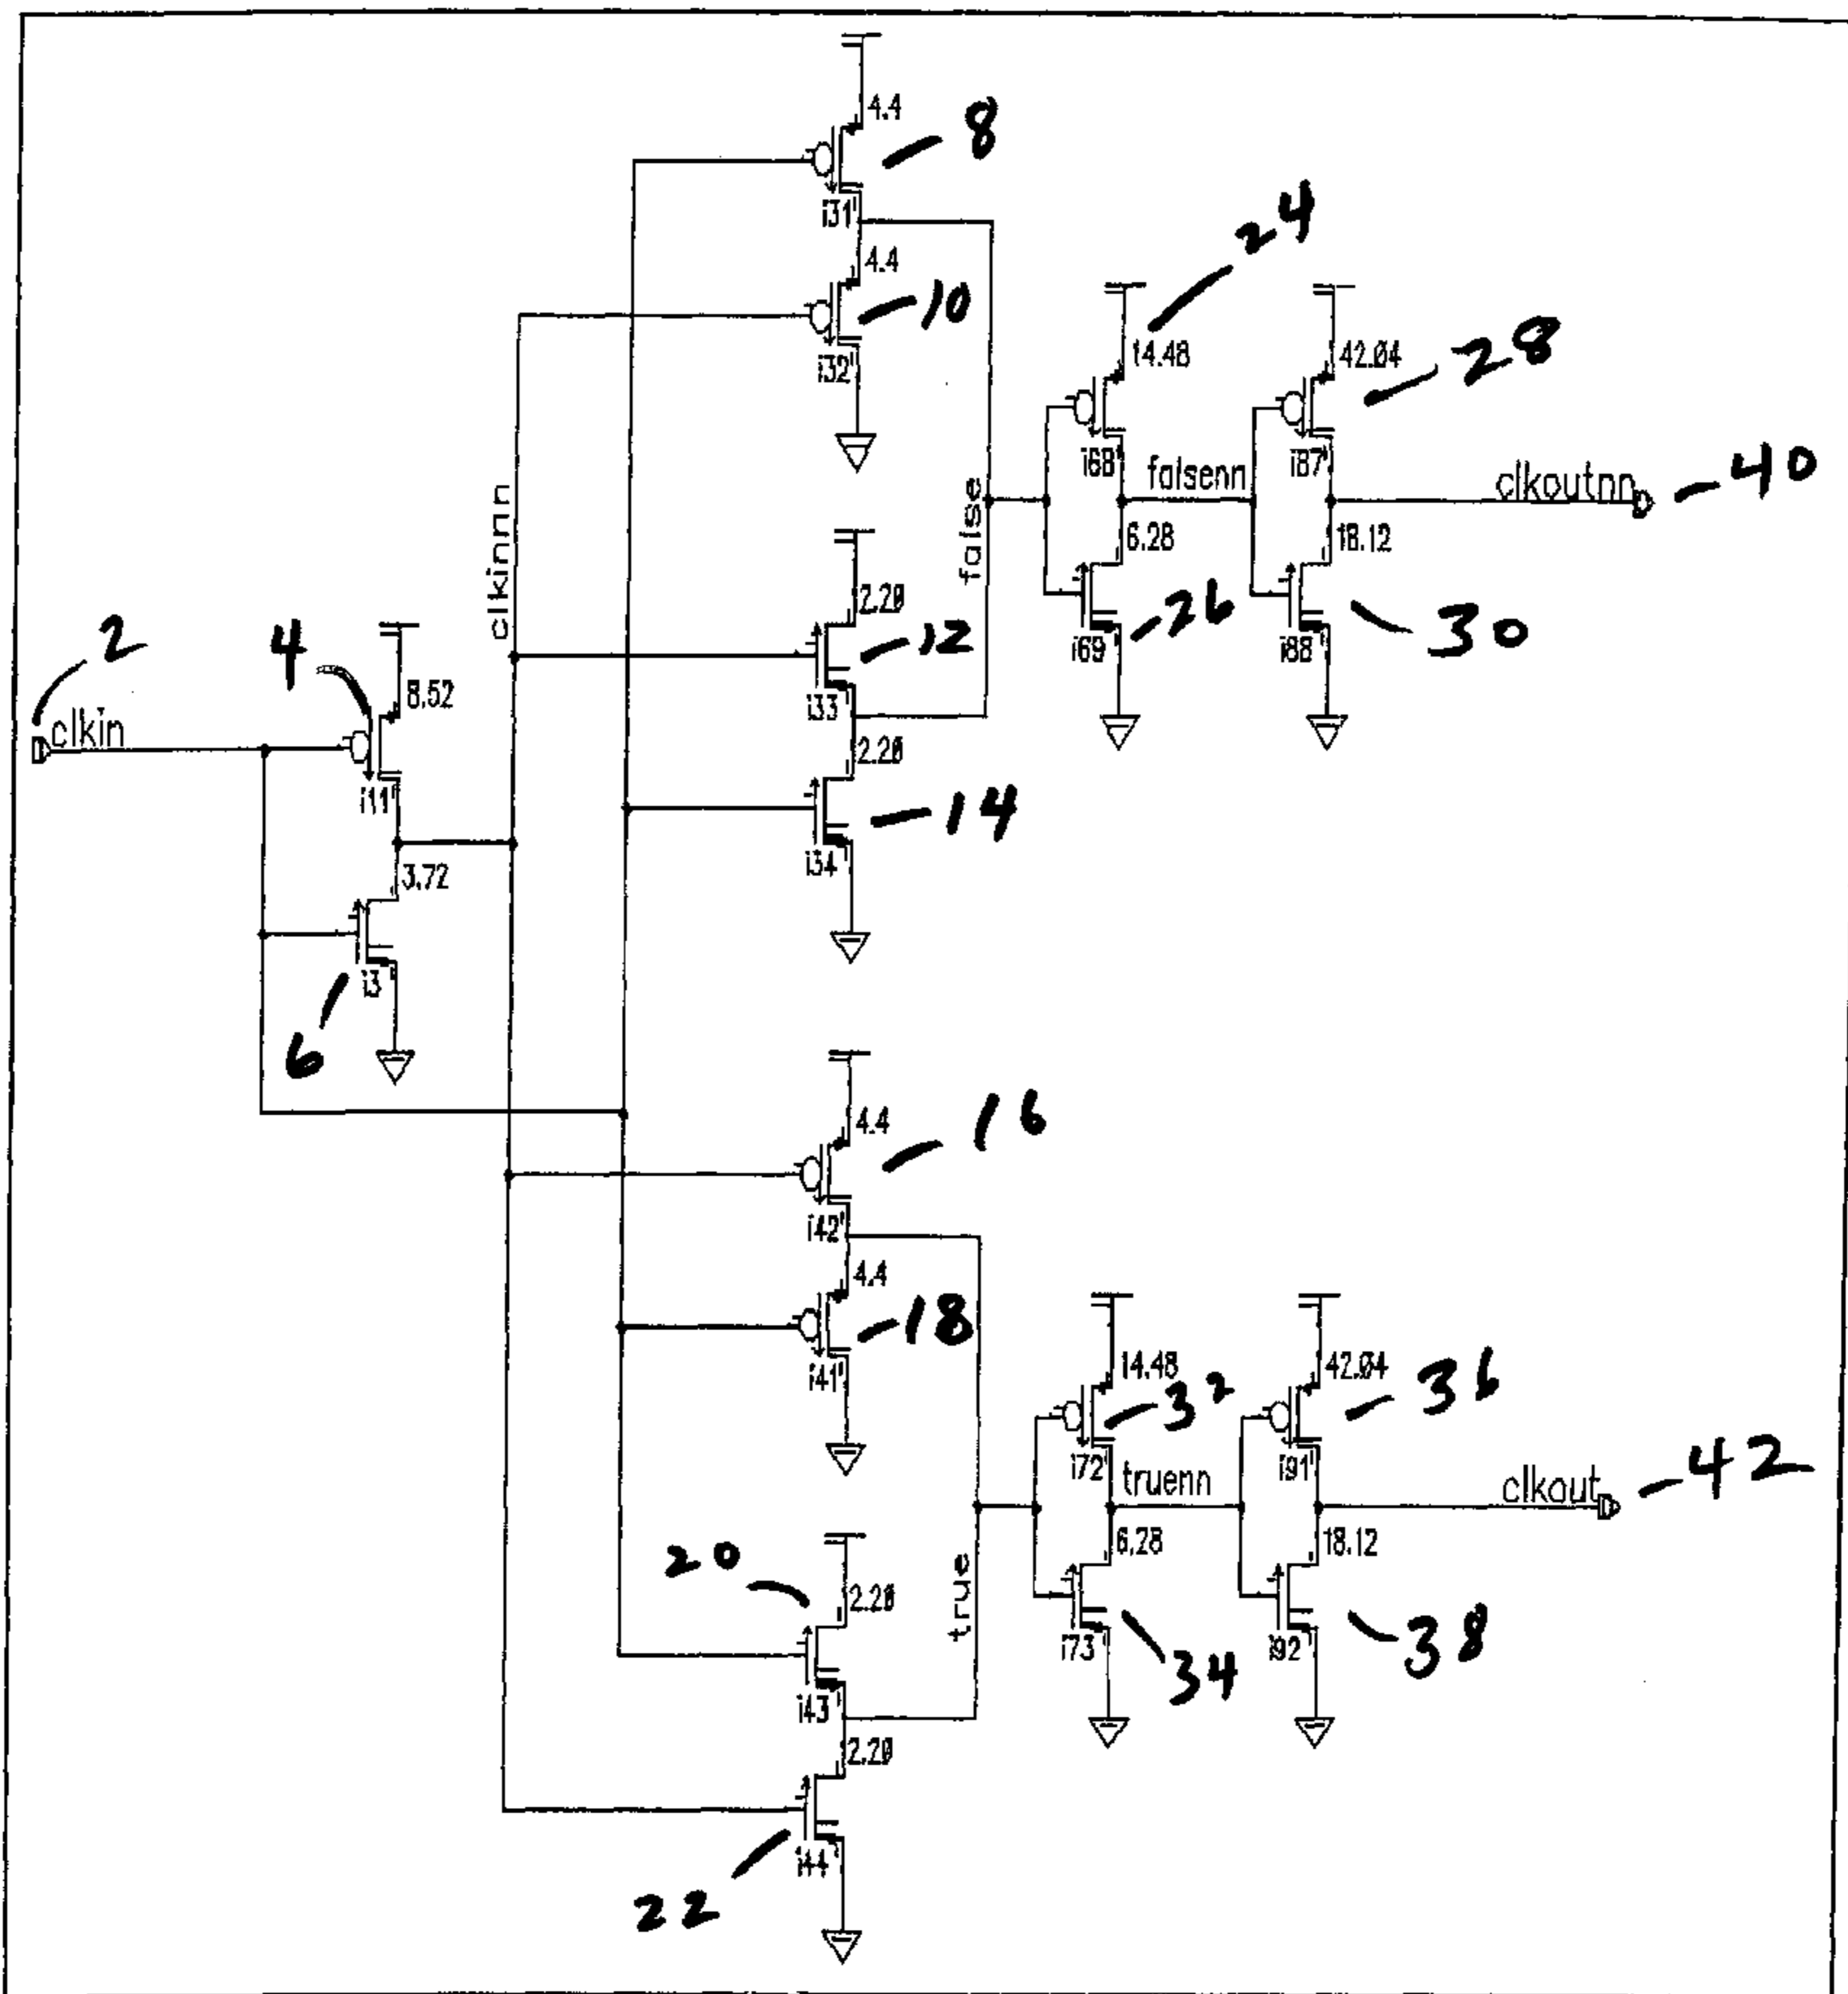 4.4
8
i31
4.4
10
i32
24
14.48
i68
falsenn
6.28
26
i69
42.04
28
i87
clkoutnn
40
18.12
30
i88
clkinnn
false
2.20
12
i33
2.20
14
i34
2
clkin
4
8.52
i11
3.72
i3
6
4.4
16
i42
4.4
18
i41
14.48
32
i72
truenn
6.28
i73
34
42.04
36
i91
clkout
42
18.12
i92
38
true
20
2.20
i43
2.20
i44
22